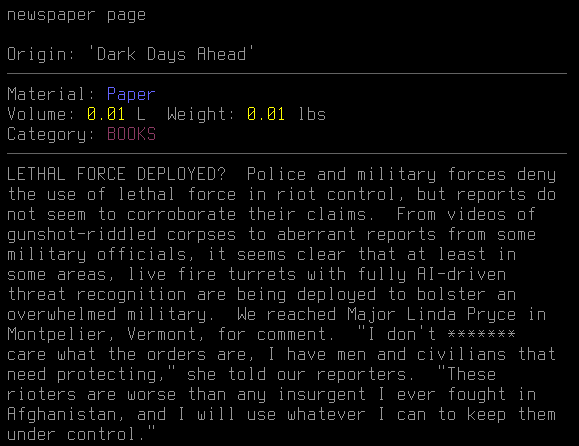 newspaper page
Origin: 'Dark Days Ahead'
Material: Paper
Volume: 0.01 L  Weight: 0.01 lbs
Category: BOOKS
LETHAL FORCE DEPLOYED?  Police and military forces deny
the use of lethal force in riot control, but reports do
not seem to corroborate their claims.  From videos of
gunshot-riddled corpses to aberrant reports from some
military officials, it seems clear that at least in
some areas, live fire turrets with fully AI-driven
threat recognition are being deployed to bolster an
overwhelmed military.  We reached Major Linda Pryce in
Montpelier, Vermont, for comment.  "I don't *******
care what the orders are, I have men and civilians that
need protecting," she told our reporters.  "These
rioters are worse than any insurgent I ever fought in
Afghanistan, and I will use whatever I can to keep them
under control."